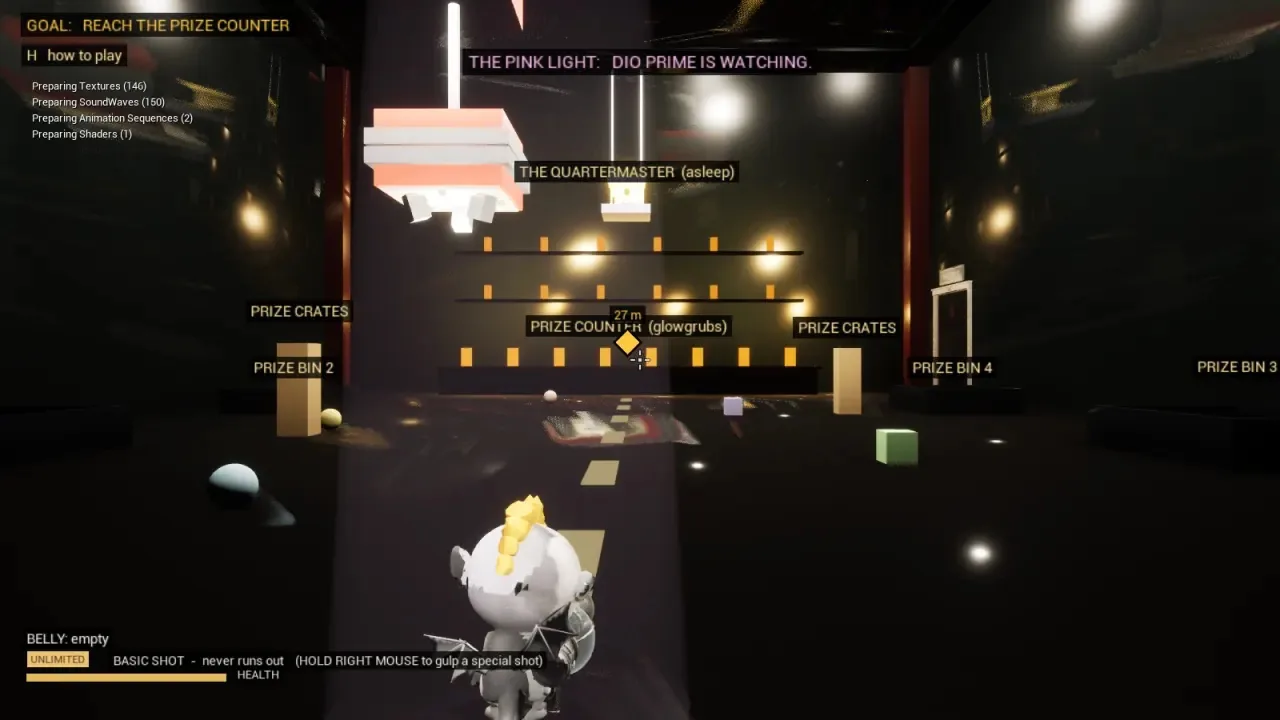 GOAL: REACH THE PRIZE COUNTER
H how to play
THE PINK LIGHT: DIO PRIME IS WATCHING.
Preparing Textures (146)
Preparing SoundWaves (150)
Preparing Animation Sequences (2)
Preparing Shaders (1)
THE QUARTERMASTER (asleep)
PRIZE CRATES
27 m
PRIZE COUNTER (glowgrubs)
PRIZE CRATES
PRIZE BIN 2
PRIZE BIN 4
PRIZE BIN 3
BELLY: empty
UNLIMITED BASIC SHOT - never runs out (HOLD RIGHT MOUSE to gulp a special shot)
HEALTH